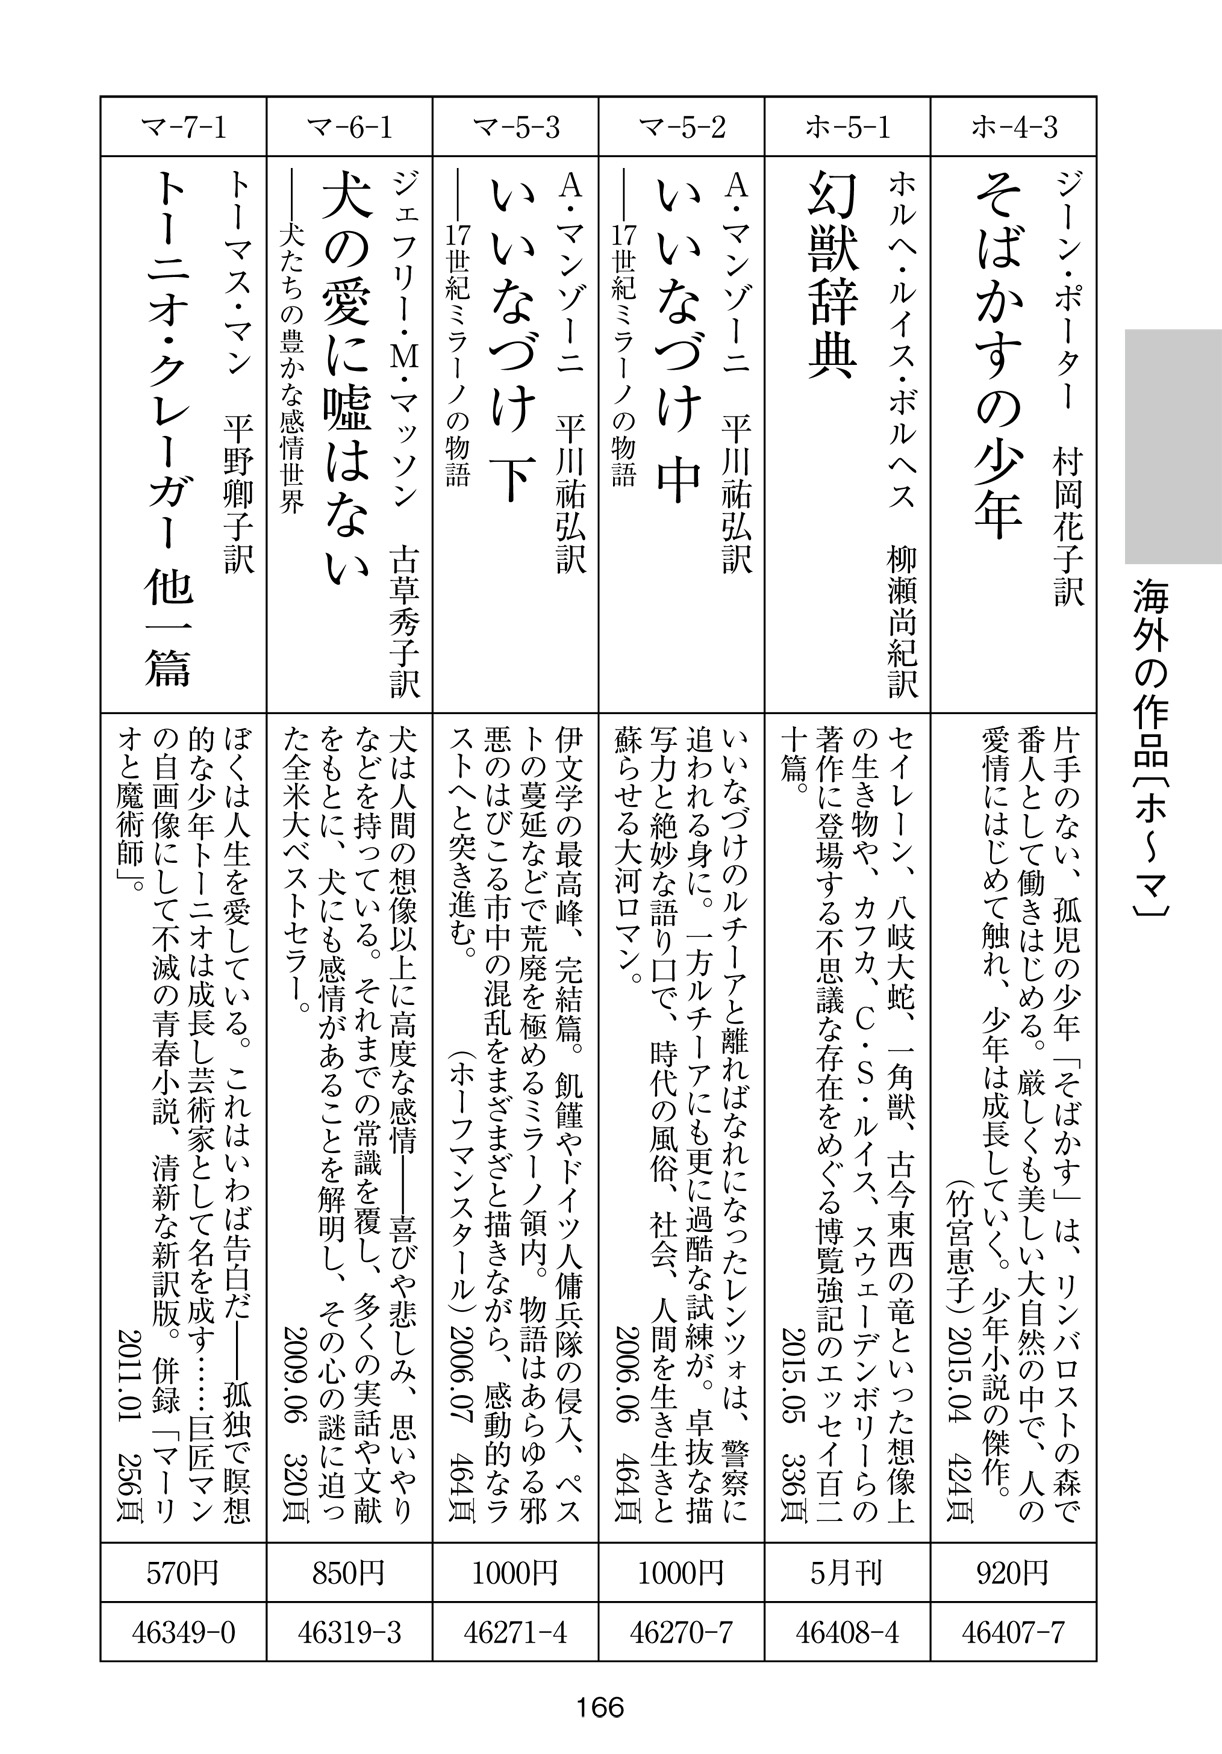 海外の作品〔ホ〜マ〕
ホ-4-3
ジーン・ポーター 村岡花子訳
そばかすの少年
片手のない、孤児の少年「そばかす」は、リンバロストの森で
番人として働きはじめる。厳しくも美しい大自然の中で、人の
愛情にはじめて触れ、少年は成長していく。少年小説の傑作。
（竹宮恵子）2015.04 424頁
920円
46407-7
ホ-5-1
ホルヘ・ルイス・ボルヘス 柳瀬尚紀訳
幻獣辞典
セイレーン、八岐大蛇、一角獣、古今東西の竜といった想像上
の生き物や、カフカ、C・S・ルイス、スウェーデンボリーらの
著作に登場する不思議な存在をめぐる博覧強記のエッセイ百二
十篇。 2015.05 336頁
5月刊
46408-4
マ-5-2
A・マンゾーニ 平川祐弘訳
いいなづけ 中
――17世紀ミラーノの物語
いいなづけのルチーアと離ればなれになったレンツォは、警察に
追われる身に。一方ルチーアにも更に過酷な試練が。卓抜な描
写力と絶妙な語り口で、時代の風俗、社会、人間を生き生きと
蘇らせる大河ロマン。 2006.06 464頁
1000円
46270-7
マ-5-3
A・マンゾーニ 平川祐弘訳
いいなづけ 下
――17世紀ミラーノの物語
伊文学の最高峰、完結篇。飢饉やドイツ人傭兵隊の侵入、ペス
トの蔓延などで荒廃を極めるミラーノ領内。物語はあらゆる邪
悪のはびこる市中の混乱をまざまざと描きながら、感動的なラ
ストへと突き進む。 （ホーフマンスタール）2006.07 464頁
1000円
46271-4
マ-6-1
ジェフリー・M・マッソン 古草秀子訳
犬の愛に嘘はない
――犬たちの豊かな感情世界
犬は人間の想像以上に高度な感情――喜びや悲しみ、思いやり
などを持っている。それまでの常識を覆し、多くの実話や文献
をもとに、犬にも感情があることを解明し、その心の謎に迫っ
た全米大ベストセラー。 2009.06 320頁
850円
46319-3
マ-7-1
トーマス・マン 平野卿子訳
トーニオ・クレーガー 他一篇
ぼくは人生を愛している。これはいわば告白だ――孤独で瞑想
的な少年トーニオは成長し芸術家として名を成す……巨匠マン
の自画像にして不滅の青春小説、清新な新訳版。併録「マーリ
オと魔術師」。 2011.01 256頁
570円
46349-0
166